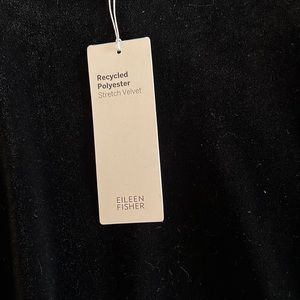 Recycled
Polyester
Stretch Velvet
EILEEN
FISHER